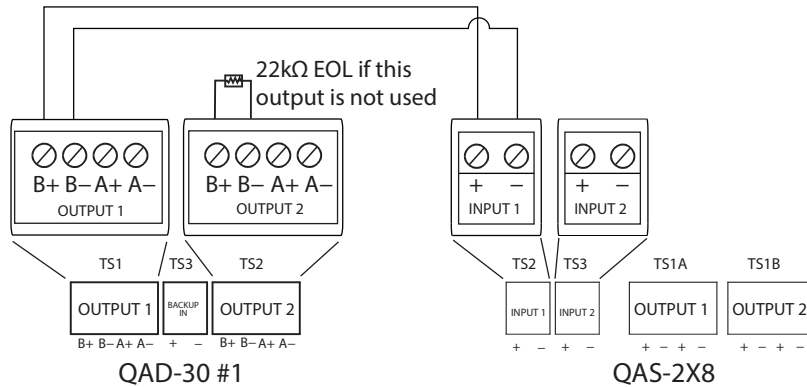 22kΩ EOL if this
output is not used
B+ B– A+ A–
OUTPUT 1
B+ B– A+ A–
OUTPUT 2
+ –
INPUT 1
+ –
INPUT 2
TS1 TS3 TS2
OUTPUT 1
BACKUP
IN
OUTPUT 2
B+ B– A+ A–
+ –
B+ B– A+ A–
QAD-30 #1
TS2 TS3 TS1A TS1B
INPUT 1
INPUT 2
OUTPUT 1
OUTPUT 2
+ –
+ –
+ – + –
+ – + –
QAS-2X8